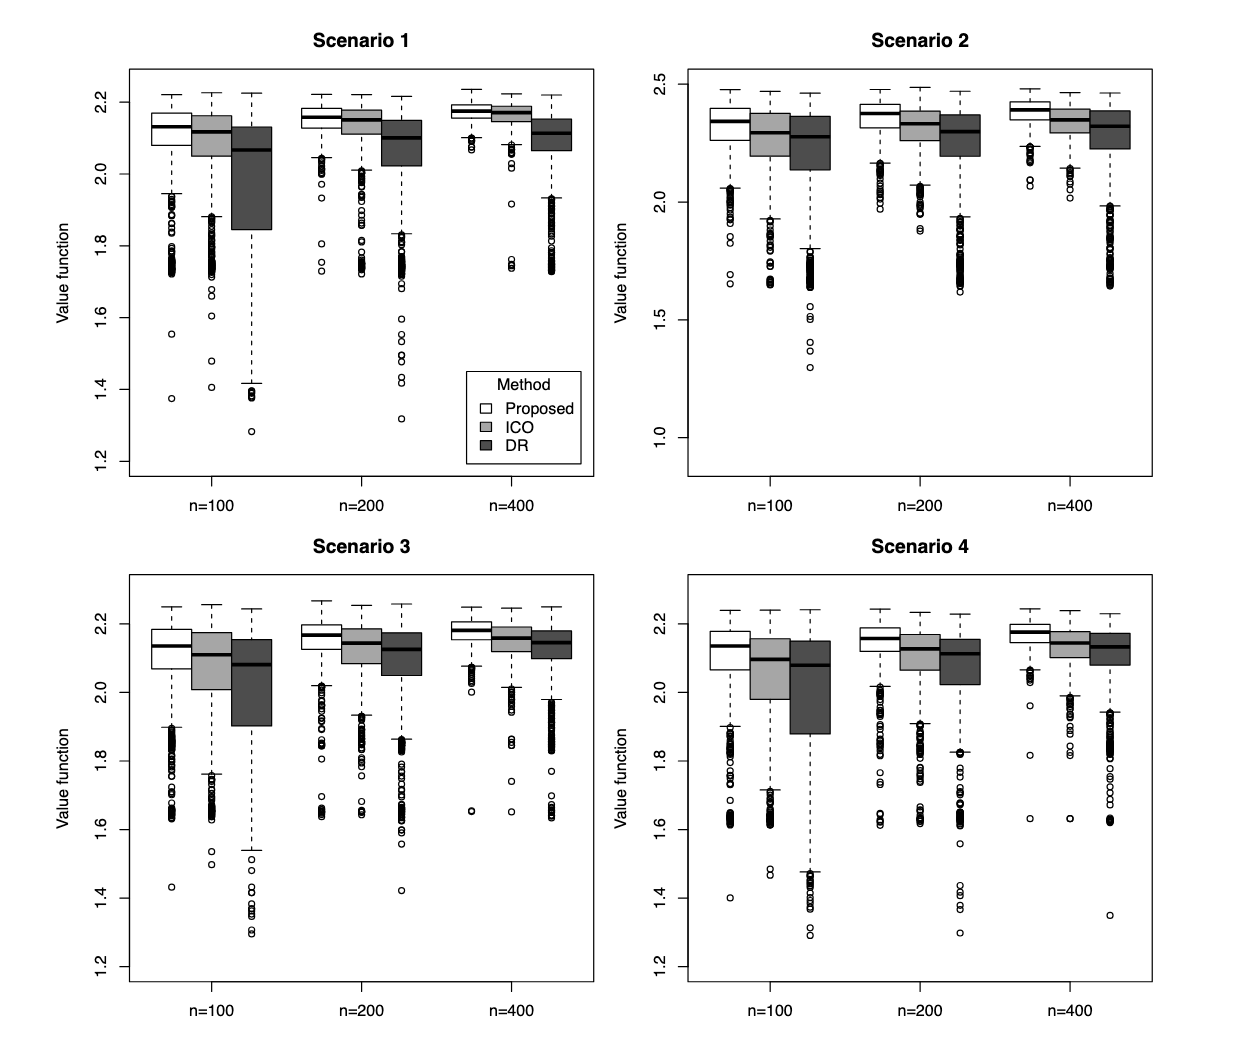 Scenario 1
Value function
2.2
2.0
1.8
1.6
1.4
1.2
Method
Proposed
ICO
DR
n=100 n=200 n=400
Scenario 2
Value function
2.5
2.0
1.5
1.0
n=100 n=200 n=400
Scenario 3
Value function
2.2
2.0
1.8
1.6
1.4
1.2
n=100 n=200 n=400
Scenario 4
Value function
2.2
2.0
1.8
1.6
1.4
1.2
n=100 n=200 n=400